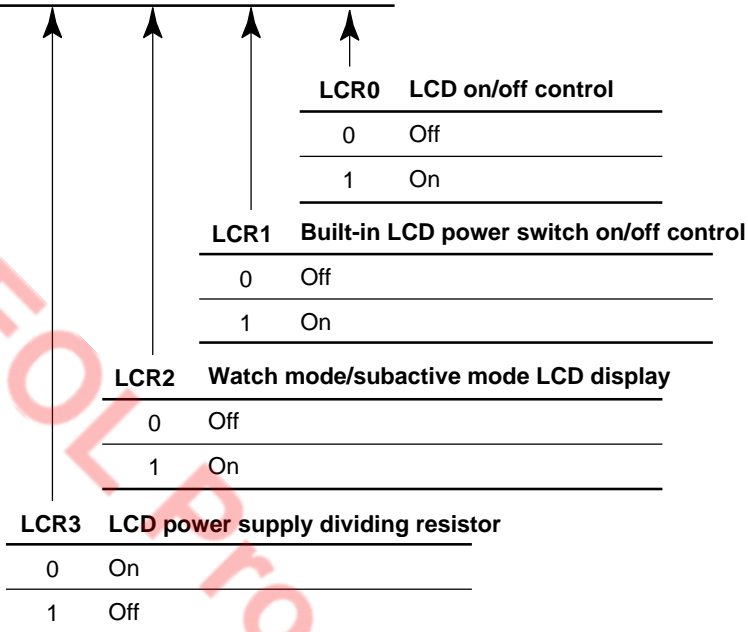 LCR0 LCD on/off control
0 Off
1 On
LCR1 Built-in LCD power switch on/off control
0 Off
1 On
LCR2 Watch mode/subactive mode LCD display
0 Off
1 On
LCR3 LCD power supply dividing resistor
0 On
1 Off
FOL Pro